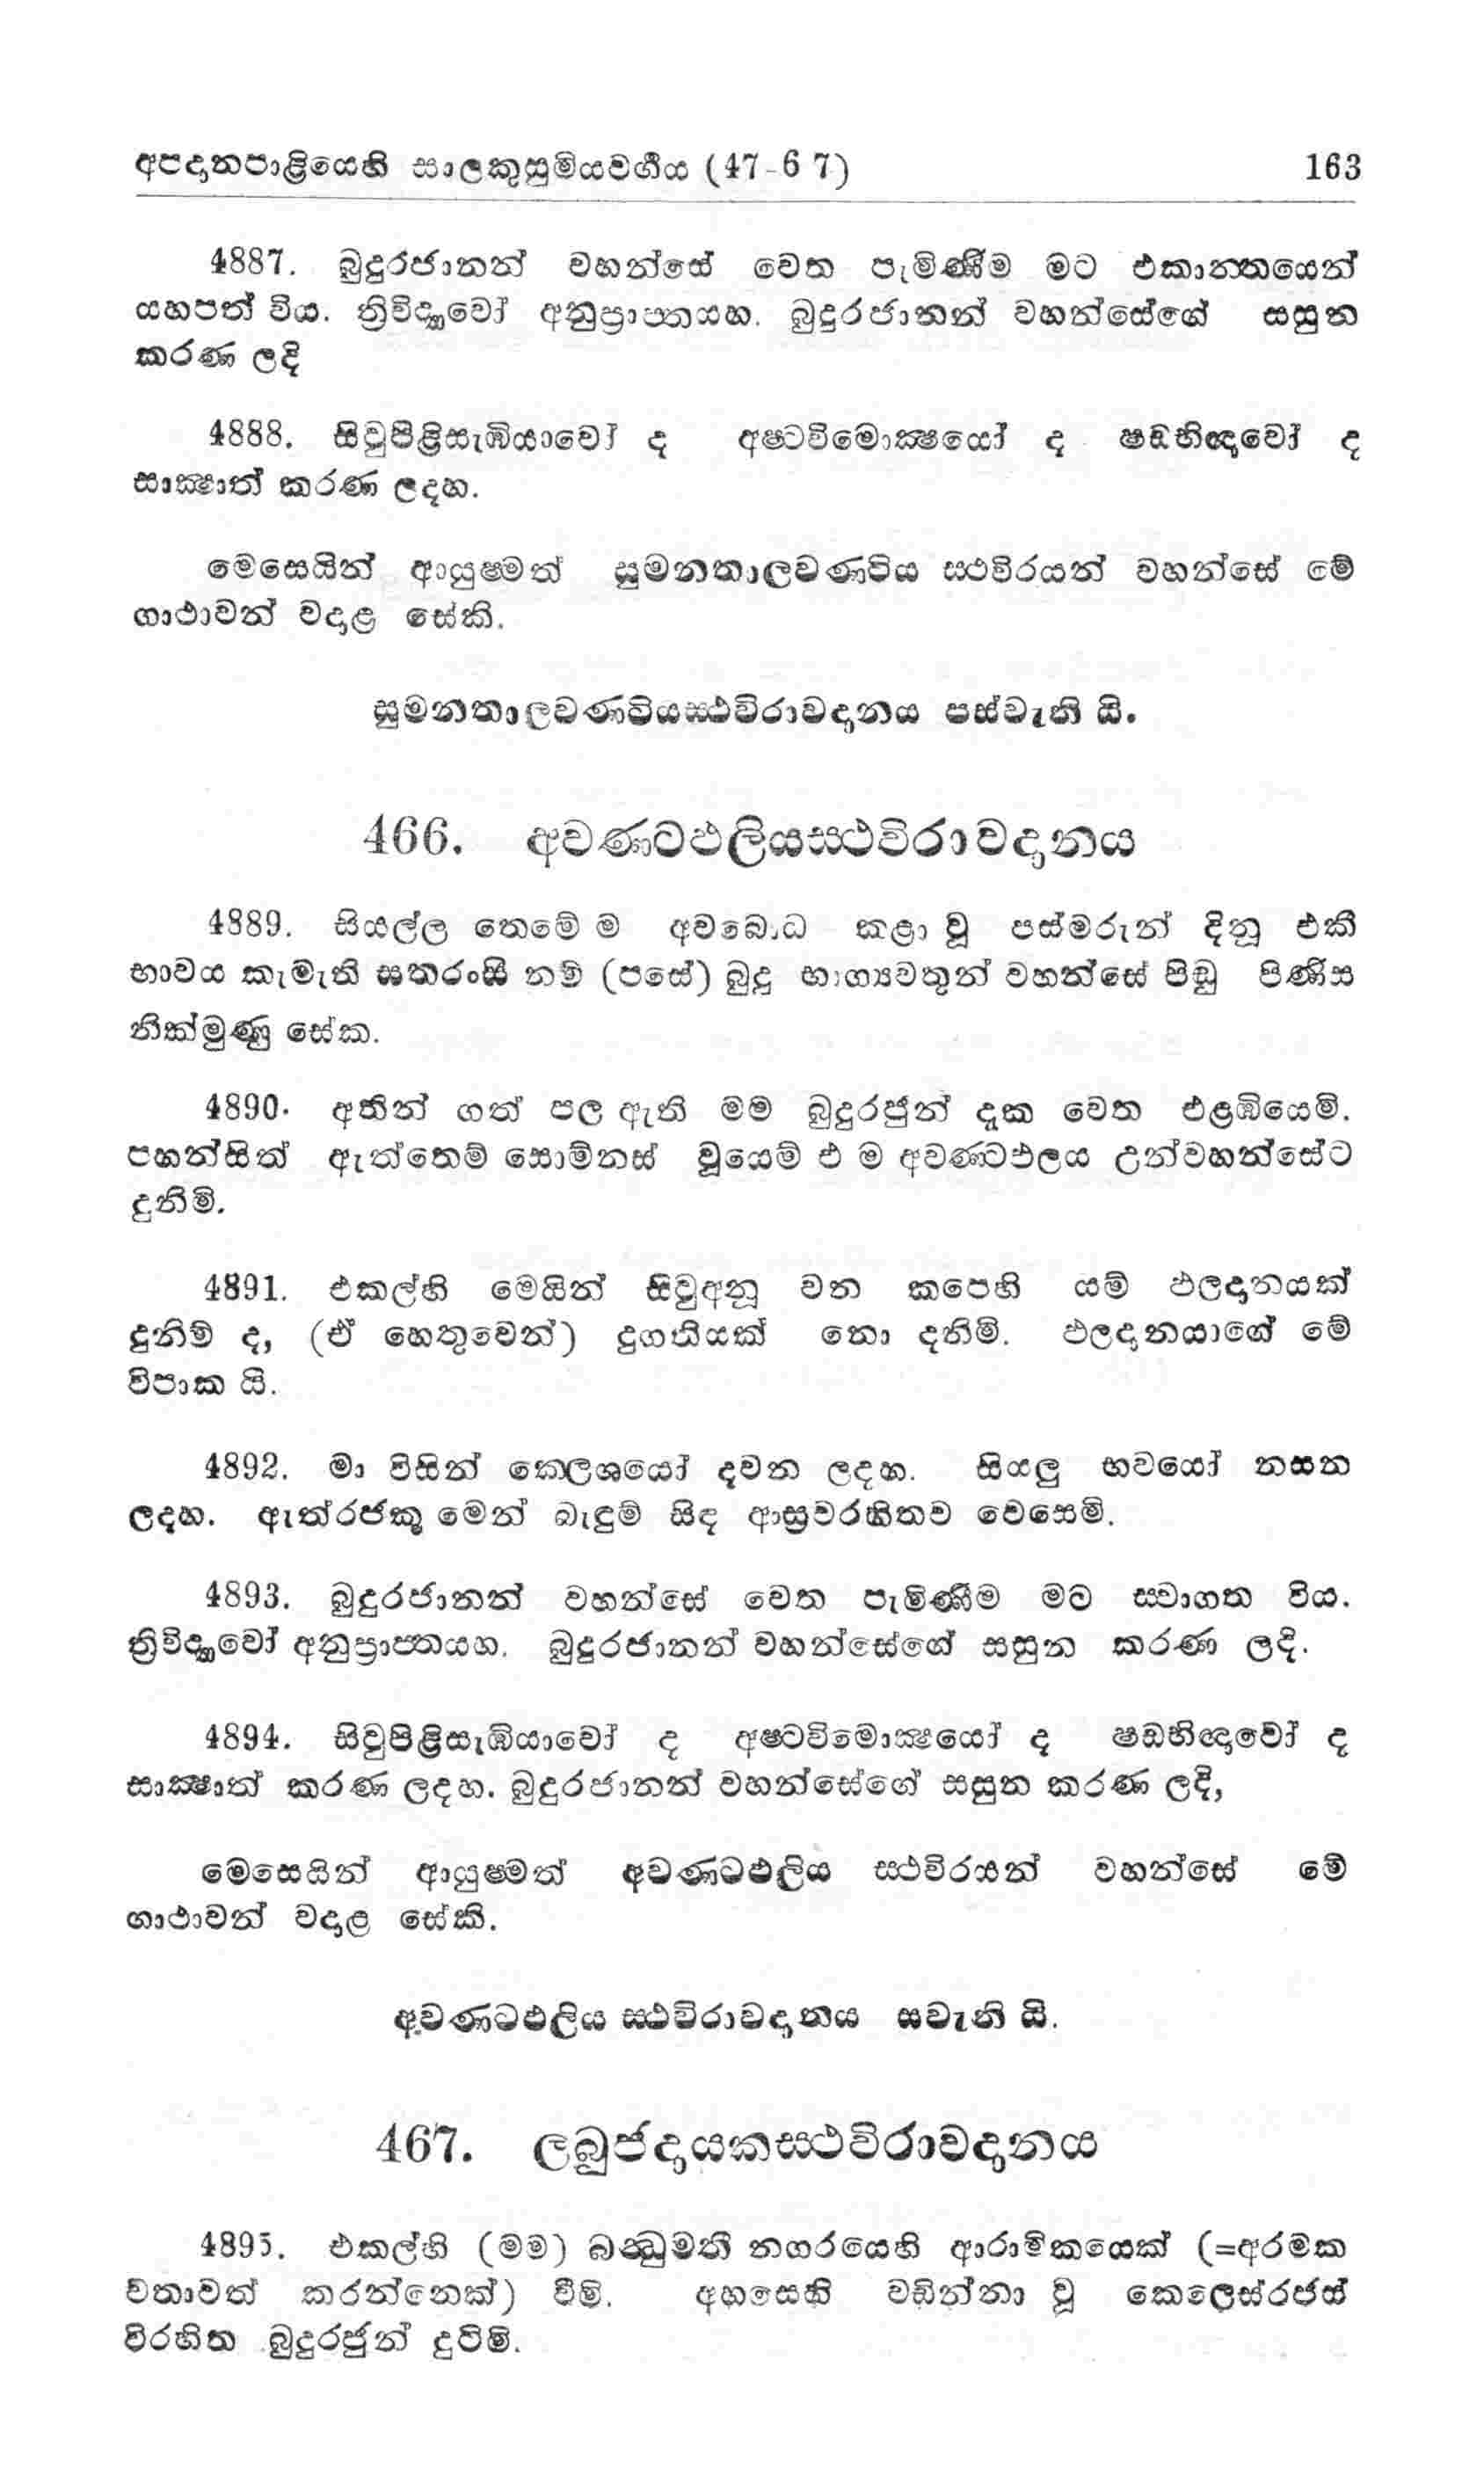 අපදානපාළියෙහි සාලකුසුමියවර්ගය (47-6 7) 163
4887. බුදුරජානන් වහන්සේ වෙත පැමිණීම මට එකාන්තයෙන්
යහපත් විය. ත්‍රිවිද්‍යාවෝ අනුප්‍රාප්තයහ. බුදුරජානන් වහන්සේගේ සසුන
කරණ ලදි
4888. සිවුපිළිසැඹියාවෝ ද අෂ්ටවිමොක්‍ෂයෝ ද ෂඩභිඥාවෝ ද
සාක්‍ෂාත් කරණ ලදහ.
මෙසෙයින් ආයුෂ්මත් සුමනතාලවණ්ටිය ස්ථවිරයන් වහන්සේ මේ
ගාථාවන් වදාළ සේකි.
සුමනතාලවණ්ටියස්ථවිරාවදානය පස්වැනි යි.
466. අවණ්ටඵලියස්ථවිරාවදානය
4889. සියල්ල තෙමේ ම අවබොධ කළා වූ පස්මරුන් දිනූ එකී
භාවය කැමැති සතරංසී නම් (පසේ) බුදු භාග්‍යවතුන් වහන්සේ පිඬු පිණිස
නික්මුණු සේක.
4890. අතින් ගත් පල ඇති මම බුදුරජුන් දැක වෙත එළඹියෙමි.
පහන්සිත් ඇත්තෙම් සොම්නස් වූයෙම් එ ම අවණ්ටඵලය උන්වහන්සේට
දුනිමි.
4891. එකල්හි මෙයින් සිවුඅනූ වන කපෙහි යම් ඵලදානයක්
දුනිම් ද, (ඒ හෙතුවෙන්) දුගතියක් නො දනිමි. ඵලදානයාගේ මේ
විපාක යි.
4892. මා විසින් කෙලශයෝ දවන ලදහ. සියලු භවයෝ නසන
ලදහ. ඇත්රජකු මෙන් බැඳුම් සිඳ ආස්‍රවරහිතව වෙසෙමි.
4893. බුදුරජානන් වහන්සේ වෙත පැමිණීම මට ස්වාගත විය.
ත්‍රිවිද්‍යාවෝ අනුප්‍රාප්තයහ. බුදුරජානන් වහන්සේගේ සසුන කරණ ලදි.
4894. සිවුපිළිසැඹියාවෝ ද අෂ්ටවිමොක්‍ෂයෝ ද ෂඩභිඥාවෝ ද
සාක්‍ෂාත් කරණ ලදහ. බුදුරජානන් වහන්සේගේ සසුන කරණ ලදි,
මෙසෙයින් ආයුෂ්මත් අවණ්ටඵලිය ස්ථවිරයන් වහන්සේ මේ
ගාථාවන් වදාළ සේකි.
අවණ්ටඵලිය ස්ථවිරාවදානය සවැනි යි.
467. ලබුජදායකස්ථවිරාවදානය
4895. එකල්හි (මම) බන්ධුමතී නගරයෙහි ආරාමිකයෙක් (=අරමක
වතාවත් කරන්නෙක්) වීමි. අහසෙහි වඩින්නා වූ කෙලෙස්රජස්
විරහිත බුදුරජුන් දුටිමි.